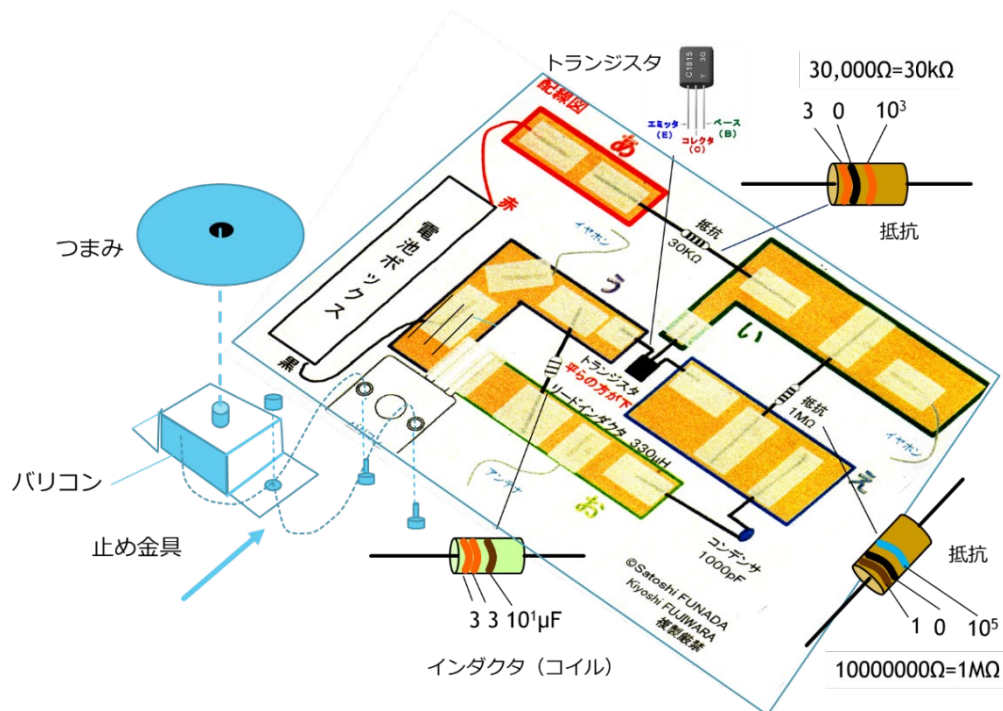 トランジスタ
C1815
Y 3G
エミッタ
(E)
コレクタ
(C)
ベース
(B)
30,000Ω=30kΩ
3 0 10³
抵抗
配線図
あ
赤
イヤホン
抵抗
30KΩ
つまみ
電池ボックス
う
い
黒
トランジスタ
平らの方が下
リードインダクタ 330μH
抵抗
1MΩ
イヤホン
バリコン
アンテナ
お
え
バリコン
止め金具
コンデンサ
1000pF
©Satoshi FUNADA
Kiyoshi FUJIWARA
複製厳禁
3 3 10¹μF
インダクタ（コイル）
抵抗
1 0 10⁵
10000000Ω=1MΩ